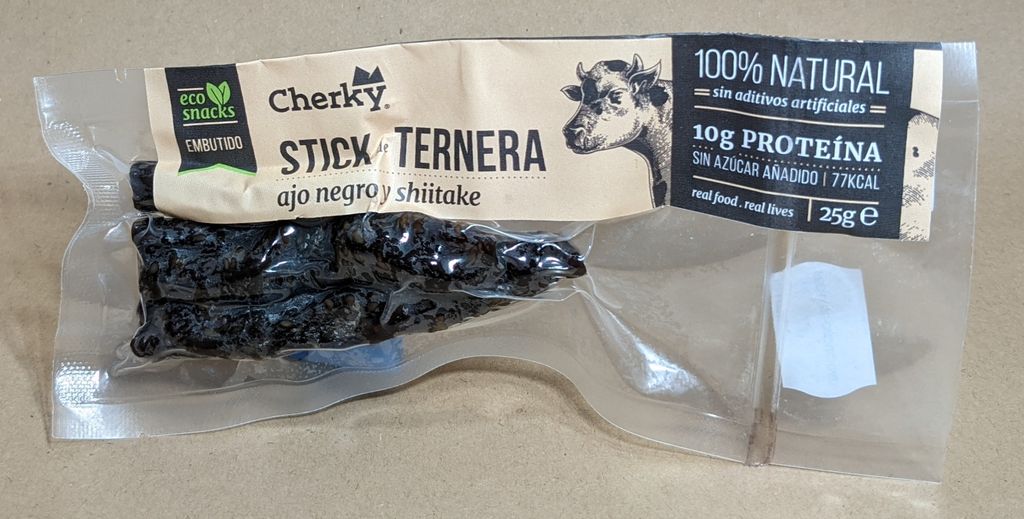 eco
snacks
EMBUTIDO
Cherky®
STICK de TERNERA
ajo negro y shiitake
100% NATURAL
sin aditivos artificiales
10g PROTEÍNA
SIN AZÚCAR AÑADIDO | 77KCAL
real food . real lives | 25g e